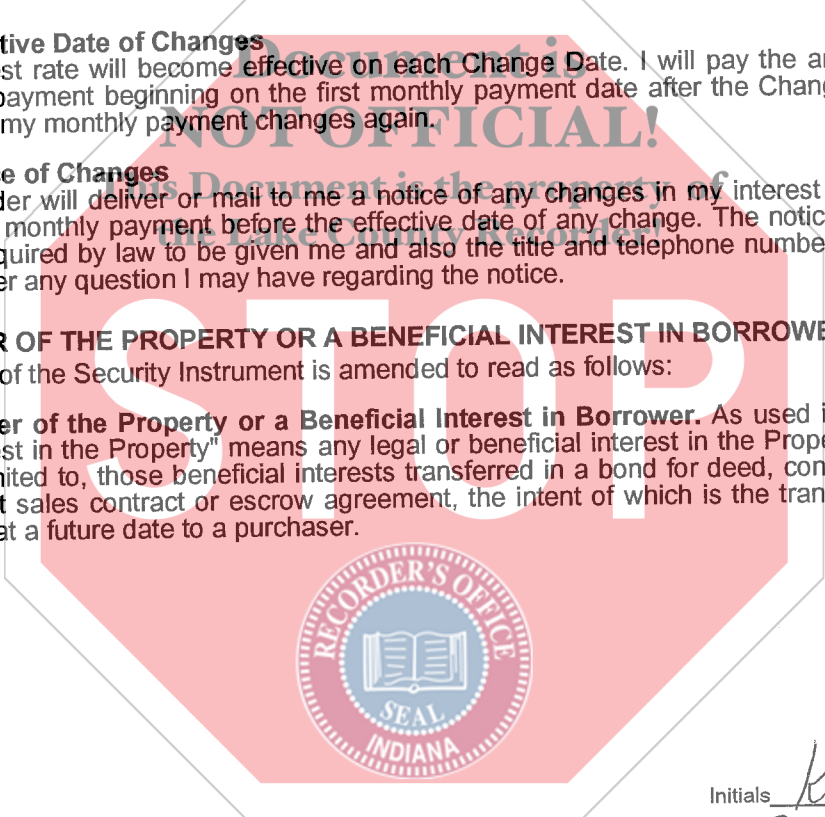 tive Date of Changes
st rate will become effective on each Change Date. I will pay the
payment beginning on the first monthly payment date after the
my monthly payment changes again.
e of Changes
der will deliver or mail to me a notice of any changes in my interest
monthly payment before the effective date of any change. The
quired by law to be given me and also the title and telephone
er any question I may have regarding the notice.
R OF THE PROPERTY OR A BENEFICIAL INTEREST IN
of the Security Instrument is amended to read as follows:
er of the Property or a Beneficial Interest in Borrower. As used
st in the Property" means any legal or beneficial interest in the
nited to, those beneficial interests transferred in a bond for deed,
t sales contract or escrow agreement, the intent of which is the
at a future date to a purchaser.
Document is
NOT OFFICIAL!
This Document is the property of
the Lake County Recorder!
STOP
RECORDER'S OFFICE
SEAL
INDIANA
Initials